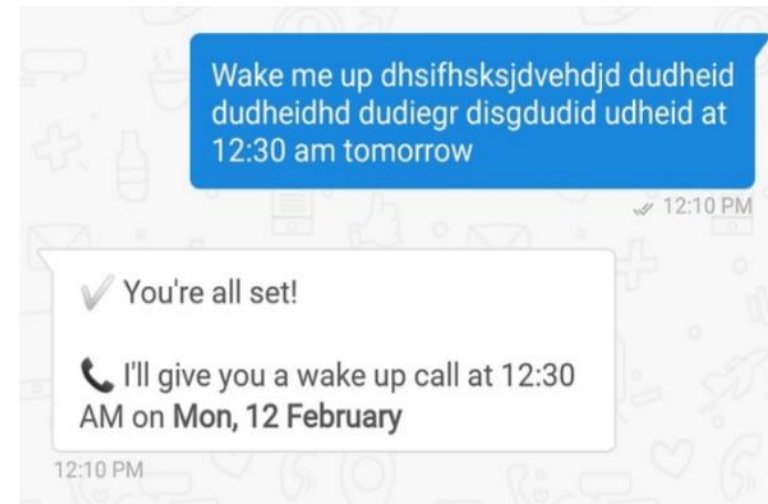 Wake me up dhsifhsksjdvehdjd dudheid
dudheidhd dudiegr disgdudid udheid at
12:30 am tomorrow
12:10 PM
You're all set!
I'll give you a wake up call at 12:30
AM on Mon, 12 February
12:10 PM